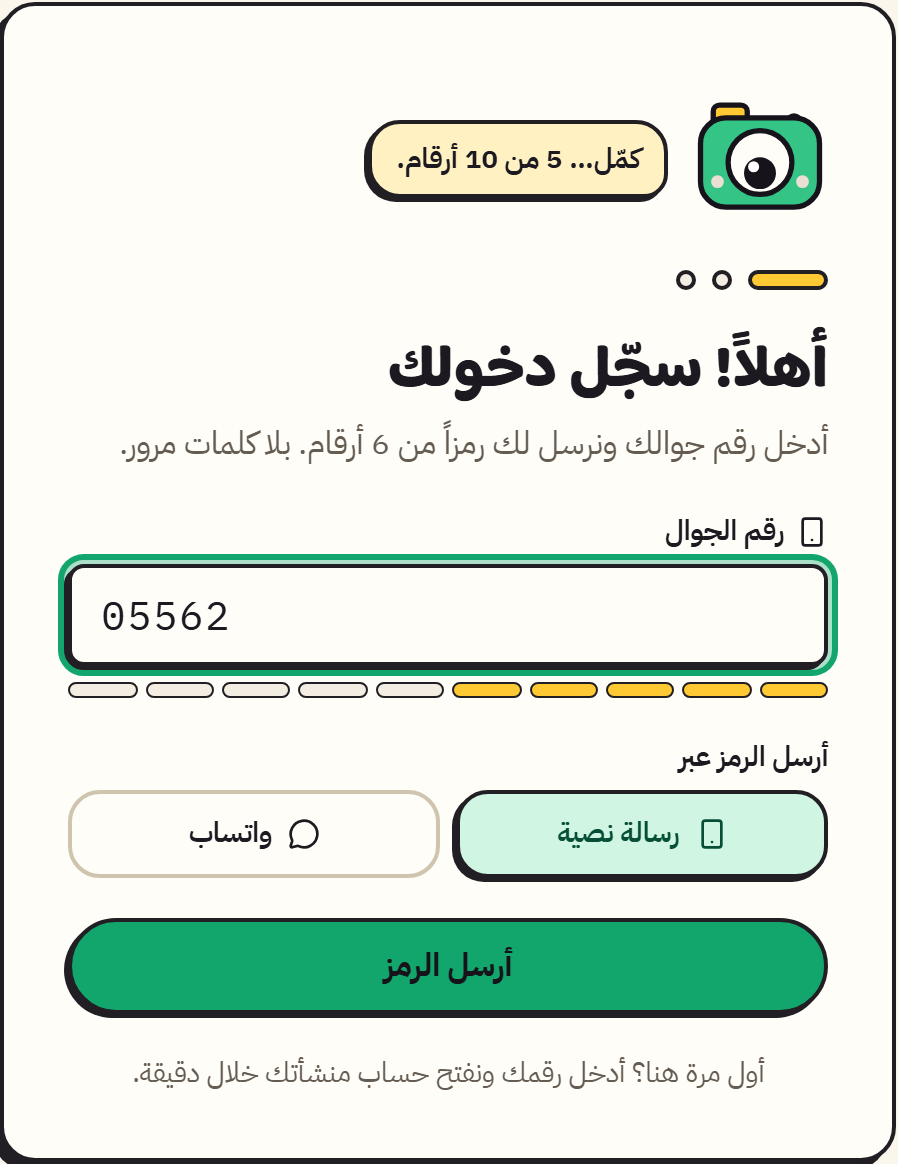 كمّل... 5 من 10 أرقام.
أهلاً! سجّل دخولك
أدخل رقم جوالك ونرسل لك رمزاً من 6 أرقام. بلا كلمات مرور.
رقم الجوال
05562
أرسل الرمز عبر
رسالة نصية
واتساب
أرسل الرمز
أول مرة هنا؟ أدخل رقمك ونفتح حساب منشأتك خلال دقيقة.